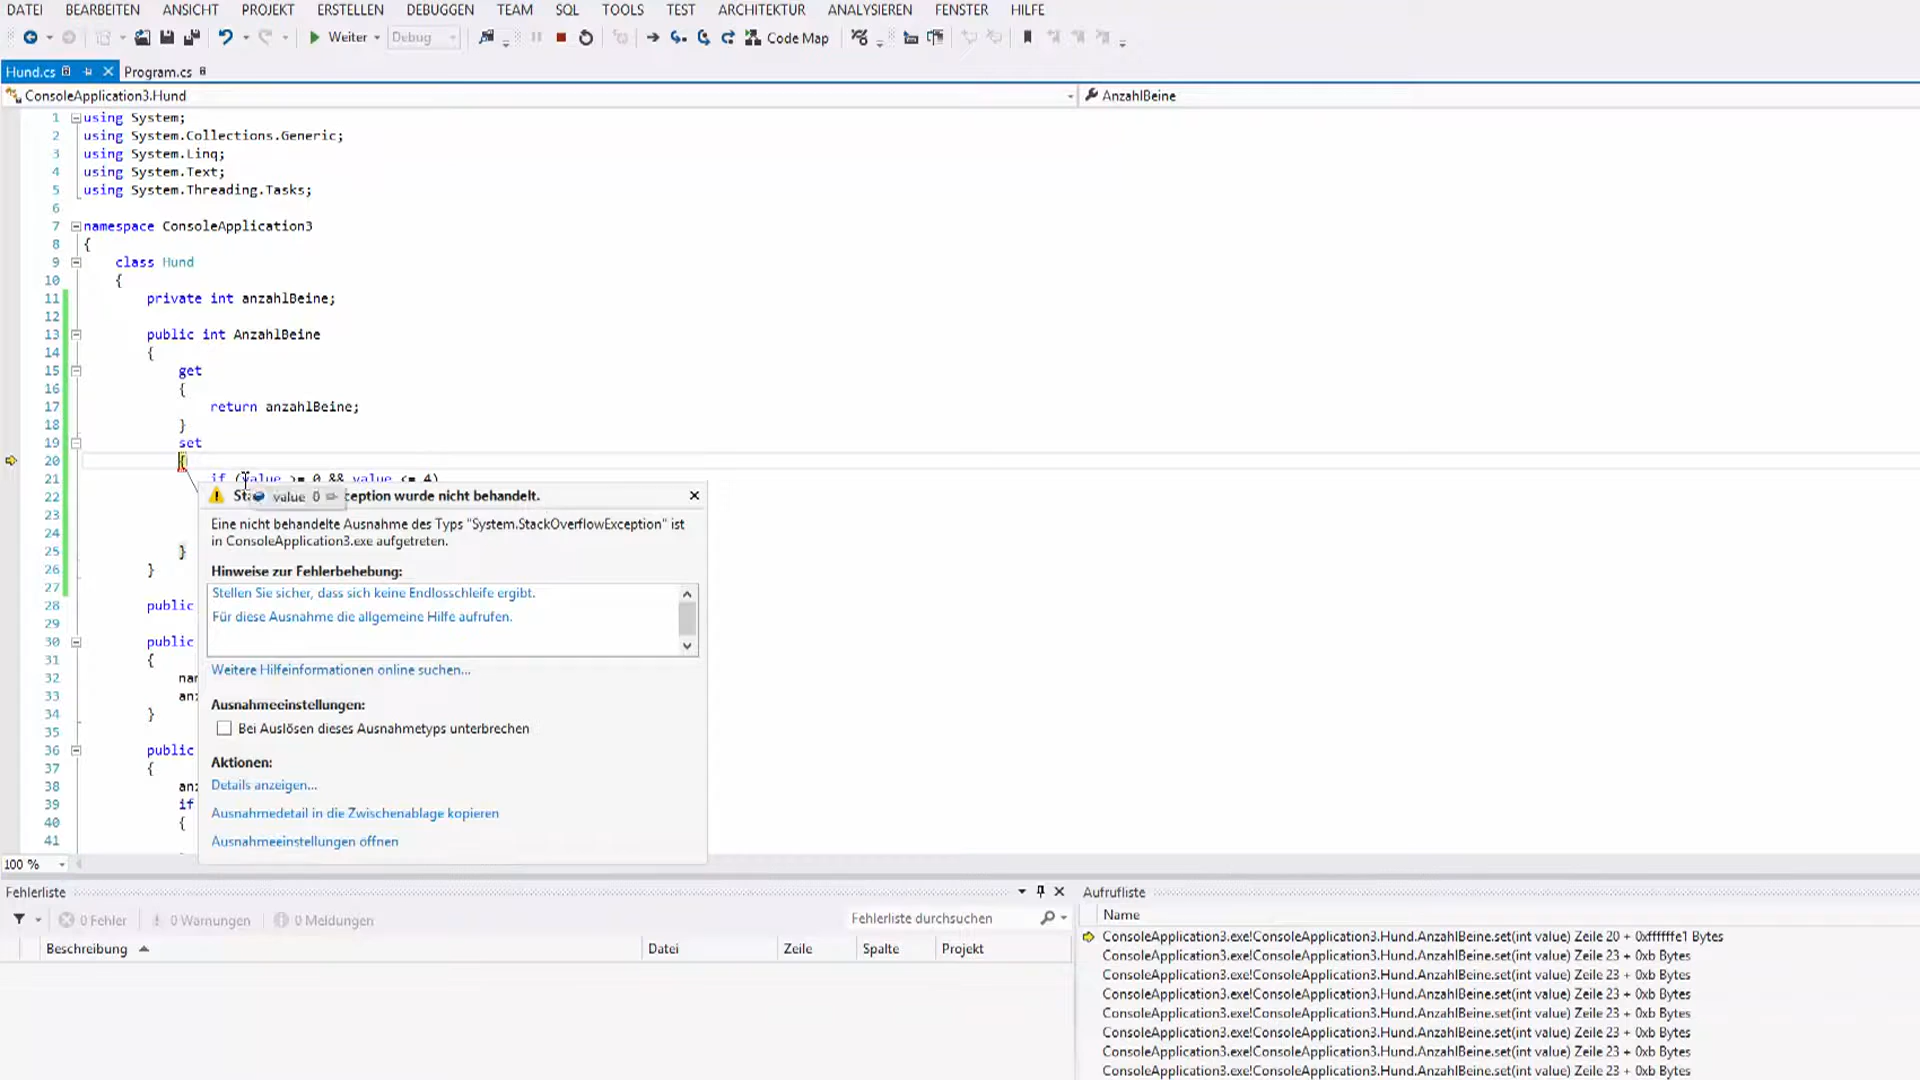 DATEI BEARBEITEN ANSICHT PROJEKT ERSTELLEN DEBUGGEN TEAM SQL TOOLS TEST ARCHITEKTUR ANALYSIEREN FENSTER HILFE
Weiter Debug Code Map
Hund.cs Program.cs
ConsoleApplication3.Hund AnzahlBeine
1 using System;
2 using System.Collections.Generic;
3 using System.Linq;
4 using System.Text;
5 using System.Threading.Tasks;
6
7 namespace ConsoleApplication3
8 {
9 class Hund
10 {
11 private int anzahlBeine;
12
13 public int AnzahlBeine
14 {
15 get
16 {
17 return anzahlBeine;
18 }
19 set
20 {
21 if (value >= 0 && value <= 4)
22
23
24
25 }
26 }
27
28 public
29
30 public
31 {
32 nam
33 anz
34 }
35
36 public
37 {
38 anz
39 if
40 {
41
value 0
ception wurde nicht behandelt.
Eine nicht behandelte Ausnahme des Typs "System.StackOverflowException" ist
in ConsoleApplication3.exe aufgetreten.
Hinweise zur Fehlerbehebung:
Stellen Sie sicher, dass sich keine Endlosschleife ergibt.
Für diese Ausnahme die allgemeine Hilfe aufrufen.
Weitere Hilfeinformationen online suchen...
Ausnahmeeinstellungen:
Bei Auslösen dieses Ausnahmetyps unterbrechen
Aktionen:
Details anzeigen...
Ausnahmedetail in die Zwischenablage kopieren
Ausnahmeeinstellungen öffnen
100 %
Fehlerliste
0 Fehler 0 Warnungen 0 Meldungen Fehlerliste durchsuchen
Beschreibung Datei Zeile Spalte Projekt
Aufrufliste
Name
ConsoleApplication3.exe!ConsoleApplication3.Hund.AnzahlBeine.set(int value) Zeile 20 + 0xffffffe1 Bytes
ConsoleApplication3.exe!ConsoleApplication3.Hund.AnzahlBeine.set(int value) Zeile 23 + 0xb Bytes
ConsoleApplication3.exe!ConsoleApplication3.Hund.AnzahlBeine.set(int value) Zeile 23 + 0xb Bytes
ConsoleApplication3.exe!ConsoleApplication3.Hund.AnzahlBeine.set(int value) Zeile 23 + 0xb Bytes
ConsoleApplication3.exe!ConsoleApplication3.Hund.AnzahlBeine.set(int value) Zeile 23 + 0xb Bytes
ConsoleApplication3.exe!ConsoleApplication3.Hund.AnzahlBeine.set(int value) Zeile 23 + 0xb Bytes
ConsoleApplication3.exe!ConsoleApplication3.Hund.AnzahlBeine.set(int value) Zeile 23 + 0xb Bytes
ConsoleApplication3.exe!ConsoleApplication3.Hund.AnzahlBeine.set(int value) Zeile 23 + 0xb Bytes